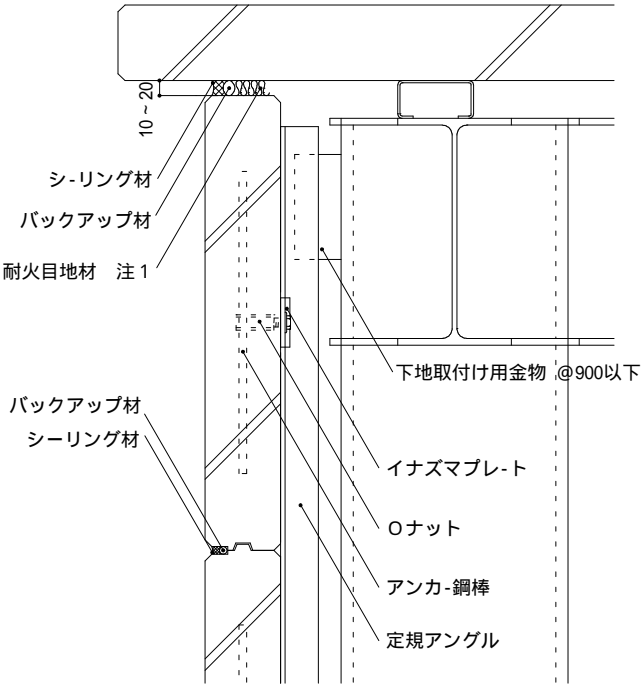 10～20
シ-リング材
バックアップ材
耐火目地材　注１
下地取付け用金物 @900以下
バックアップ材
シーリング材
イナズマプレ-ト
Oナット
アンカ-鋼棒
定規アングル